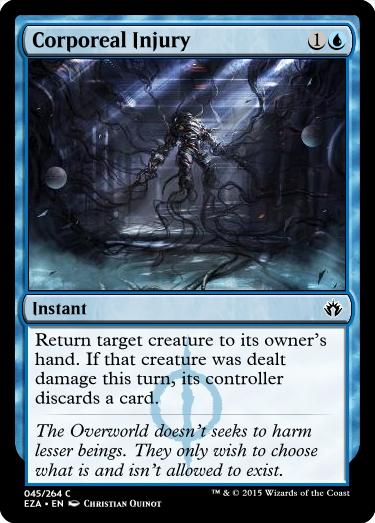 Corporeal Injury 1
Instant
Return target creature to its owner's
hand. If that creature was dealt
damage this turn, its controller
discards a card.
The Overworld doesn't seeks to harm
lesser beings. They only wish to choose
what is and isn't allowed to exist.
045/264 C
EZA • EN Christian Quinot
™ & © 2015 Wizards of the Coast